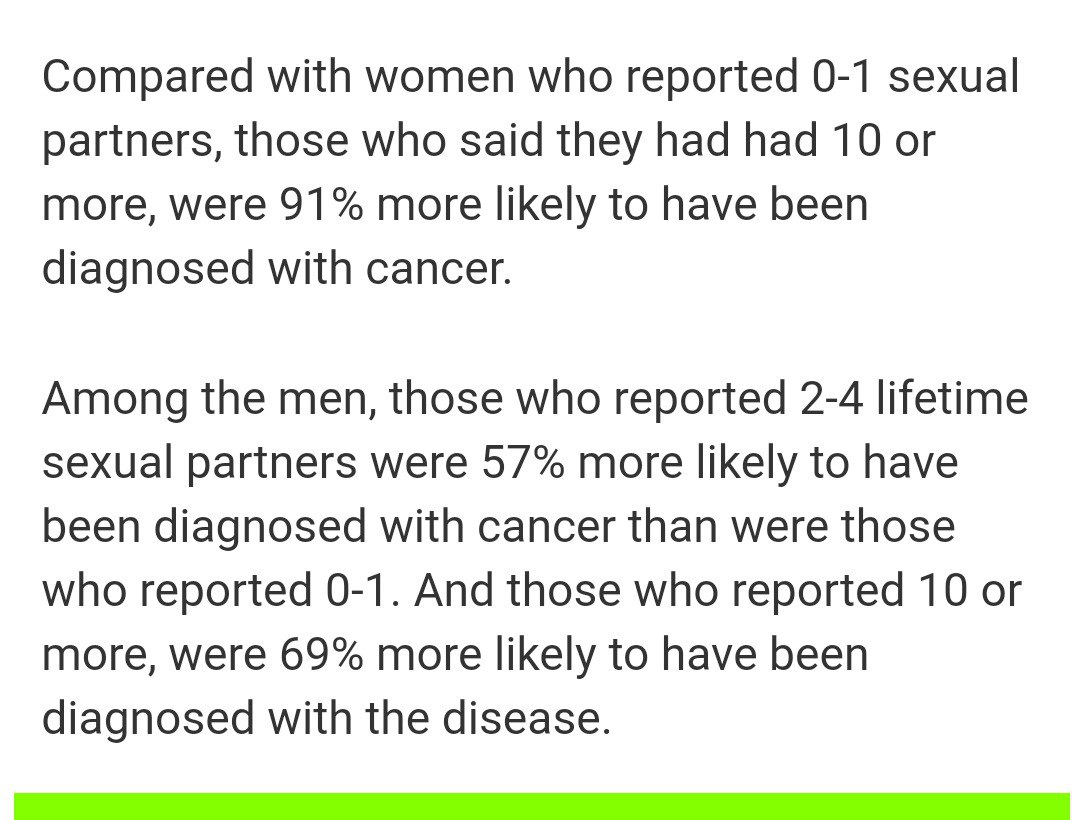 Compared with women who reported 0-1 sexual
partners, those who said they had had 10 or
more, were 91% more likely to have been
diagnosed with cancer.
Among the men, those who reported 2-4 lifetime
sexual partners were 57% more likely to have
been diagnosed with cancer than were those
who reported 0-1. And those who reported 10 or
more, were 69% more likely to have been
diagnosed with the disease.